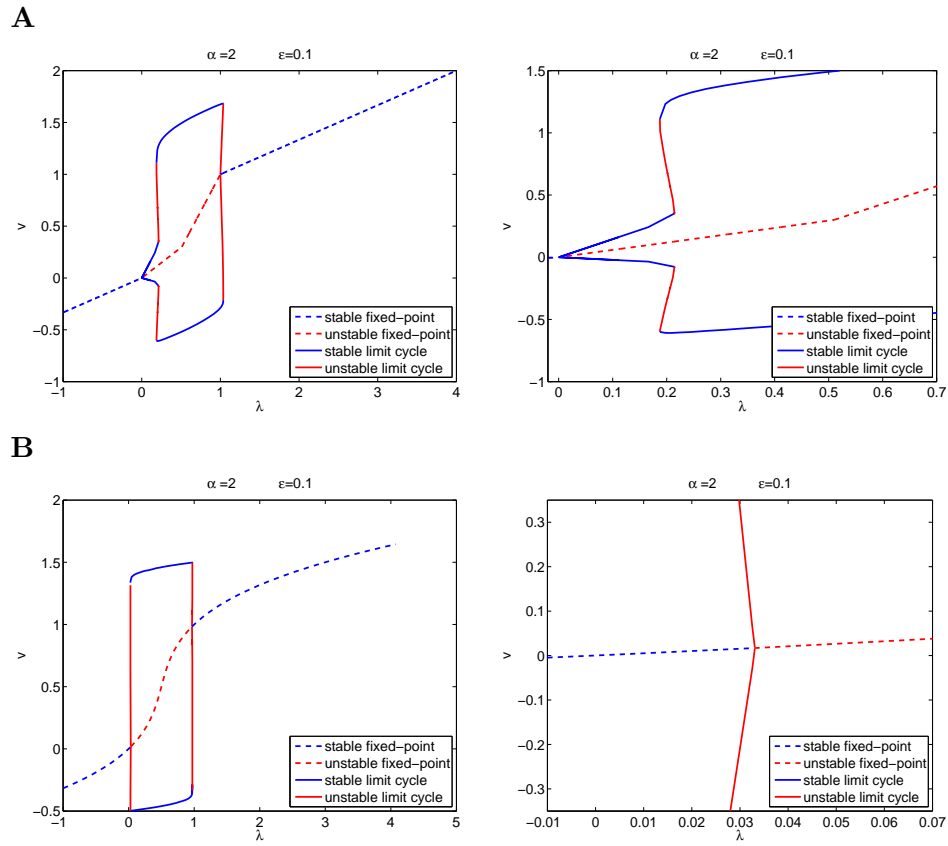 A
α =2 ε=0.1
2
1.5
1
0.5
0
−0.5
−1
v
−1 0 1 2 3 4
λ
stable fixed−point
unstable fixed−point
stable limit cycle
unstable limit cycle
α =2 ε=0.1
1.5
1
0.5
0
−0.5
−1
v
0 0.1 0.2 0.3 0.4 0.5 0.6 0.7
λ
stable fixed−point
unstable fixed−point
stable limit cycle
unstable limit cycle
B
α =2 ε=0.1
2
1.5
1
0.5
0
−0.5
v
−1 0 1 2 3 4 5
λ
stable fixed−point
unstable fixed−point
stable limit cycle
unstable limit cycle
α =2 ε=0.1
0.3
0.2
0.1
0
−0.1
−0.2
−0.3
v
−0.01 0 0.01 0.02 0.03 0.04 0.05 0.06 0.07
λ
stable fixed−point
unstable fixed−point
stable limit cycle
unstable limit cycle